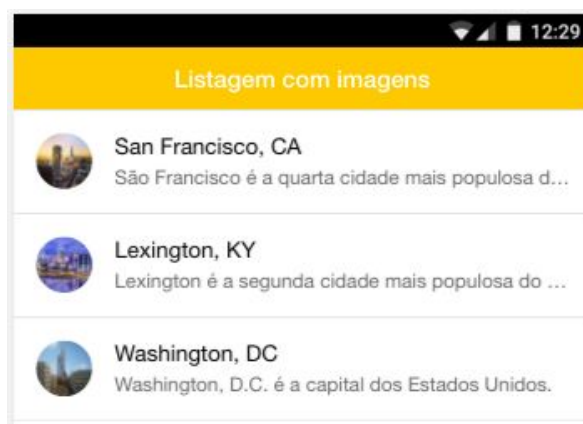 12:29
Listagem com imagens
San Francisco, CA
São Francisco é a quarta cidade mais populosa d...
Lexington, KY
Lexington é a segunda cidade mais populosa do ...
Washington, DC
Washington, D.C. é a capital dos Estados Unidos.